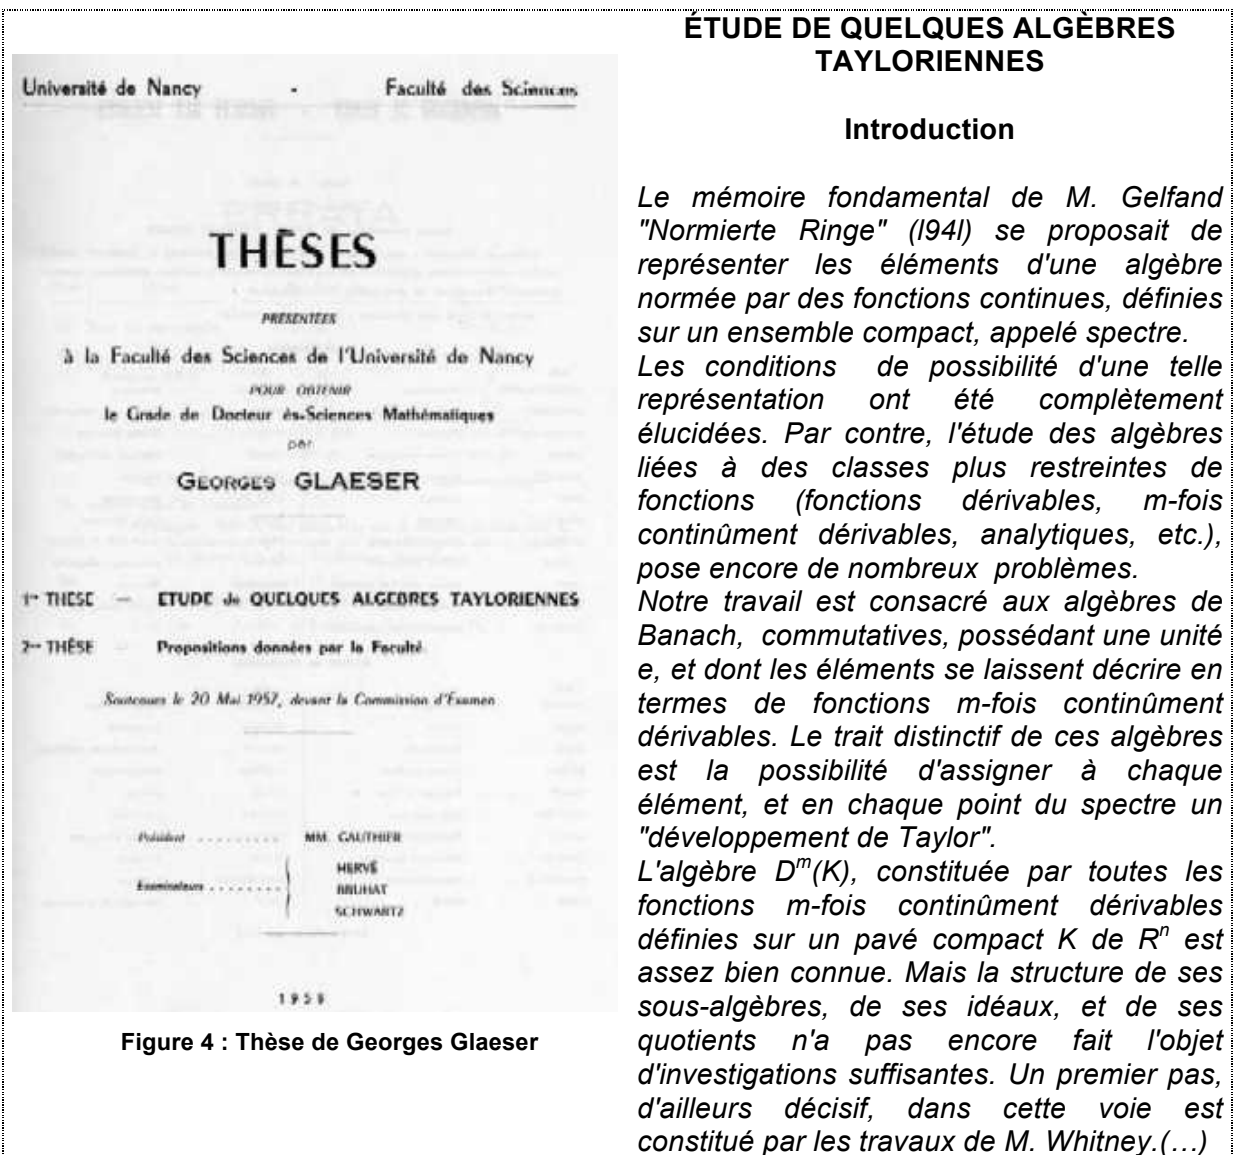 Université de Nancy - Faculté des Sciences
THÈSES
PRÉSENTÉES
à la Faculté des Sciences de l'Université de Nancy
POUR OBTENIR
le Grade de Docteur ès-Sciences Mathématiques
par
GEORGES GLAESER
1re THÈSE — ETUDE de QUELQUES ALGEBRES TAYLORIENNES
2me THÈSE — Propositions données par la Faculté.
Soutenues le 20 Mai 1957, devant la Commission d'Examen
Président ......... MM. GAUTHIER
HERVÉ
Examinateurs ........ BRUHAT
SCHWARTZ
1958
Figure 4 : Thèse de Georges Glaeser
ÉTUDE DE QUELQUES ALGÈBRES
TAYLORIENNES
Introduction
Le mémoire fondamental de M. Gelfand
"Normierte Ringe" (l94l) se proposait de
représenter les éléments d'une algèbre
normée par des fonctions continues, définies
sur un ensemble compact, appelé spectre.
Les conditions de possibilité d'une telle
représentation ont été complètement
élucidées. Par contre, l'étude des algèbres
liées à des classes plus restreintes de
fonctions (fonctions dérivables, m-fois
continûment dérivables, analytiques, etc.),
pose encore de nombreux problèmes.
Notre travail est consacré aux algèbres de
Banach, commutatives, possédant une unité
e, et dont les éléments se laissent décrire en
termes de fonctions m-fois continûment
dérivables. Le trait distinctif de ces algèbres
est la possibilité d'assigner à chaque
élément, et en chaque point du spectre un
"développement de Taylor".
L'algèbre D^m(K), constituée par toutes les
fonctions m-fois continûment dérivables
définies sur un pavé compact K de R^n est
assez bien connue. Mais la structure de ses
sous-algèbres, de ses idéaux, et de ses
quotients n'a pas encore fait l'objet
d'investigations suffisantes. Un premier pas,
d'ailleurs décisif, dans cette voie est
constitué par les travaux de M. Whitney.(…)